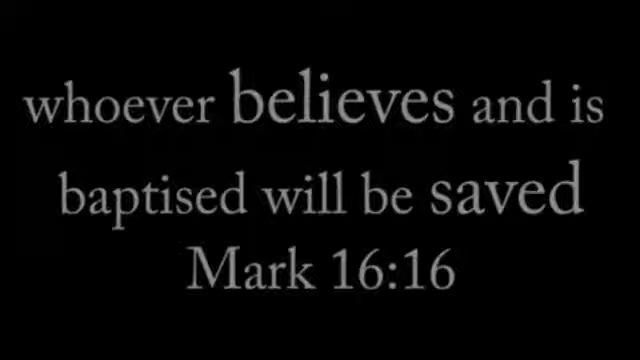 whoever believes and is
baptised will be saved
Mark 16:16